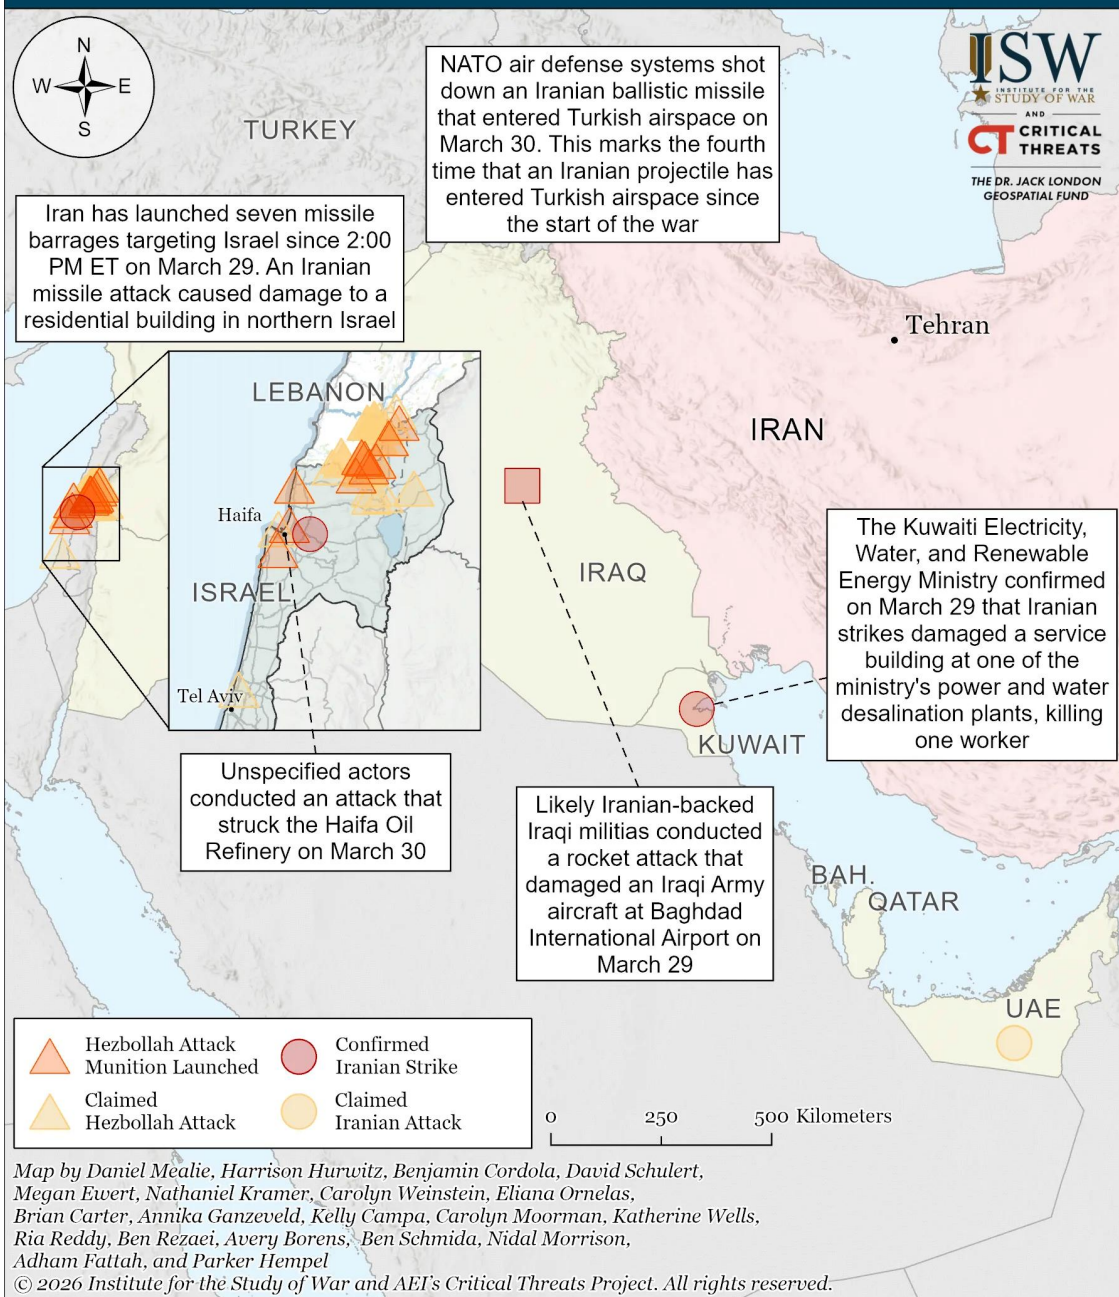 N
W
E
S
TURKEY
NATO air defense systems shot
down an Iranian ballistic missile
that entered Turkish airspace on
March 30. This marks the fourth
time that an Iranian projectile has
entered Turkish airspace since
the start of the war
ISW
INSTITUTE FOR THE
STUDY OF WAR
AND
CT CRITICAL
THREATS
THE DR. JACK LONDON
GEOSPATIAL FUND
Iran has launched seven missile
barrages targeting Israel since 2:00
PM ET on March 29. An Iranian
missile attack caused damage to a
residential building in northern Israel
Tehran
IRAN
LEBANON
Haifa
ISRAEL
Tel Aviv
IRAQ
The Kuwaiti Electricity,
Water, and Renewable
Energy Ministry confirmed
on March 29 that Iranian
strikes damaged a service
building at one of the
ministry's power and water
desalination plants, killing
one worker
KUWAIT
Unspecified actors
conducted an attack that
struck the Haifa Oil
Refinery on March 30
Likely Iranian-backed
Iraqi militias conducted
a rocket attack that
damaged an Iraqi Army
aircraft at Baghdad
International Airport on
March 29
BAH.
QATAR
UAE
Hezbollah Attack
Munition Launched
Confirmed
Iranian Strike
Claimed
Hezbollah Attack
Claimed
Iranian Attack
0 250 500 Kilometers
Map by Daniel Mealie, Harrison Hurwitz, Benjamin Cordola, David Schulert,
Megan Ewert, Nathaniel Kramer, Carolyn Weinstein, Eliana Ornelas,
Brian Carter, Annika Ganzeveld, Kelly Campa, Carolyn Moorman, Katherine Wells,
Ria Reddy, Ben Rezaei, Avery Borens, Ben Schmida, Nidal Morrison,
Adham Fattah, and Parker Hempel
© 2026 Institute for the Study of War and AEI's Critical Threats Project. All rights reserved.